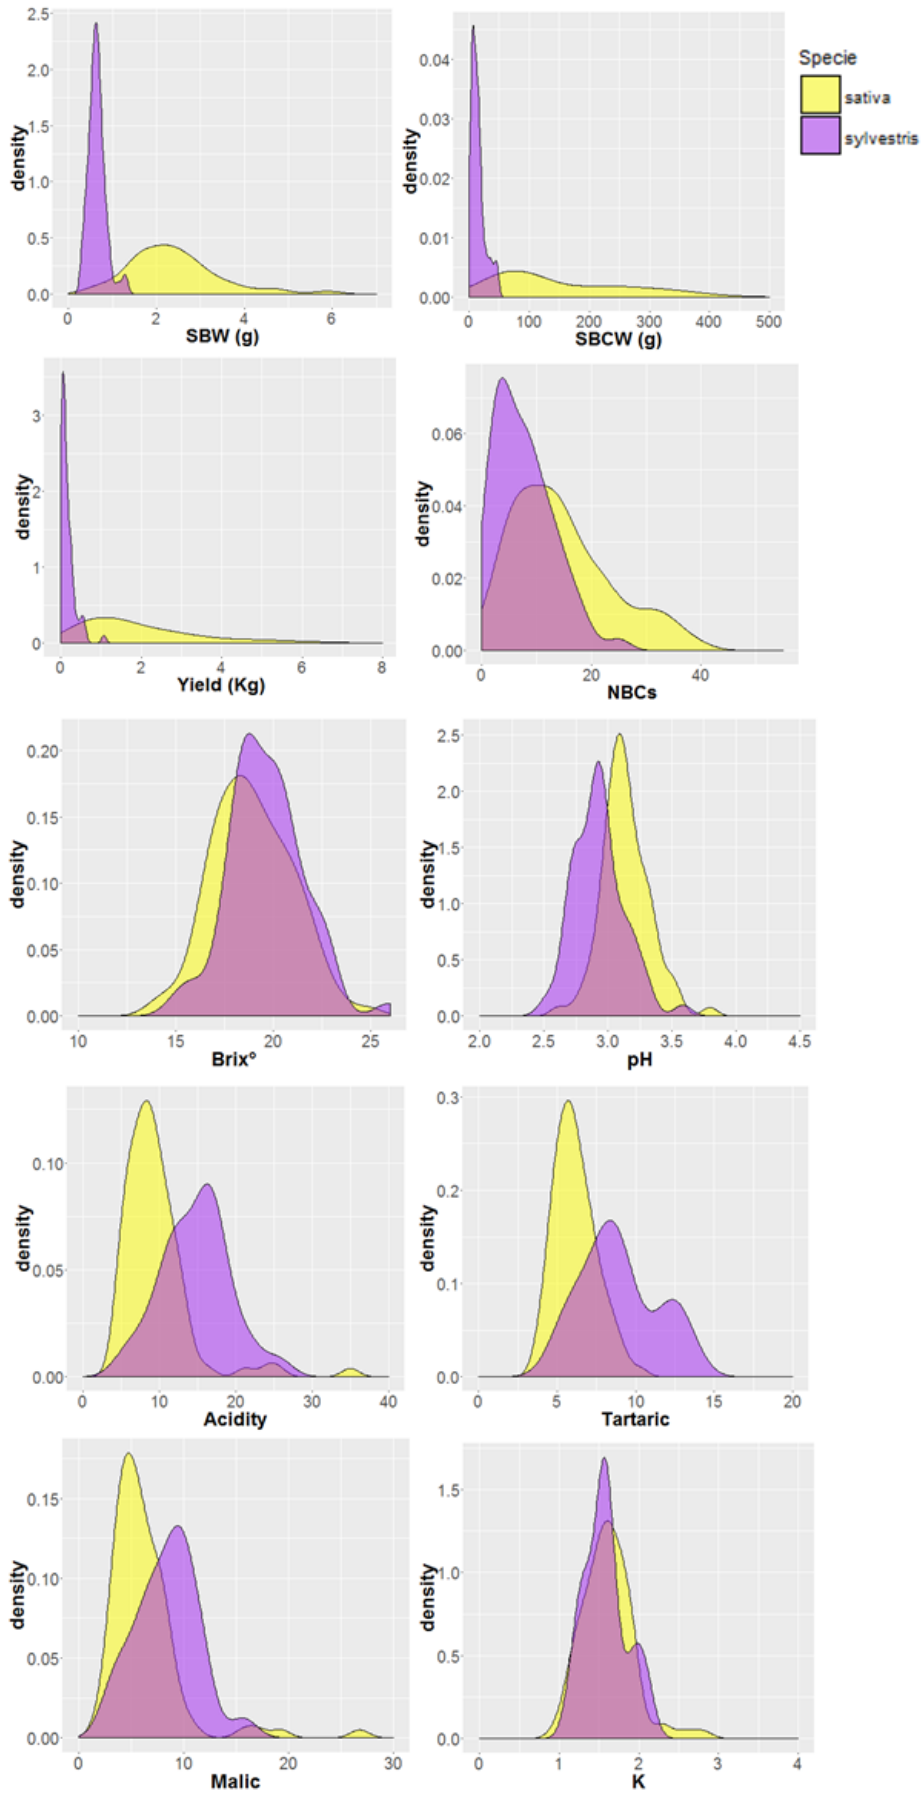 2.5
2.0
1.5
1.0
0.5
0.0
density
0 2 4 6
SBW (g)
0.04
0.03
0.02
0.01
0.00
density
0 100 200 300 400 500
SBCW (g)
Specie
sativa
sylvestris
3
2
1
0
density
0 2 4 6 8
Yield (Kg)
0.06
0.04
0.02
0.00
density
0 20 40
NBCs
0.20
0.15
0.10
0.05
0.00
density
10 15 20 25
Brix°
2.5
2.0
1.5
1.0
0.5
0.0
density
2.0 2.5 3.0 3.5 4.0 4.5
pH
0.10
0.05
0.00
density
0 10 20 30 40
Acidity
0.3
0.2
0.1
0.0
density
0 5 10 15 20
Tartaric
0.15
0.10
0.05
0.00
density
0 10 20 30
Malic
1.5
1.0
0.5
0.0
density
0 1 2 3 4
K